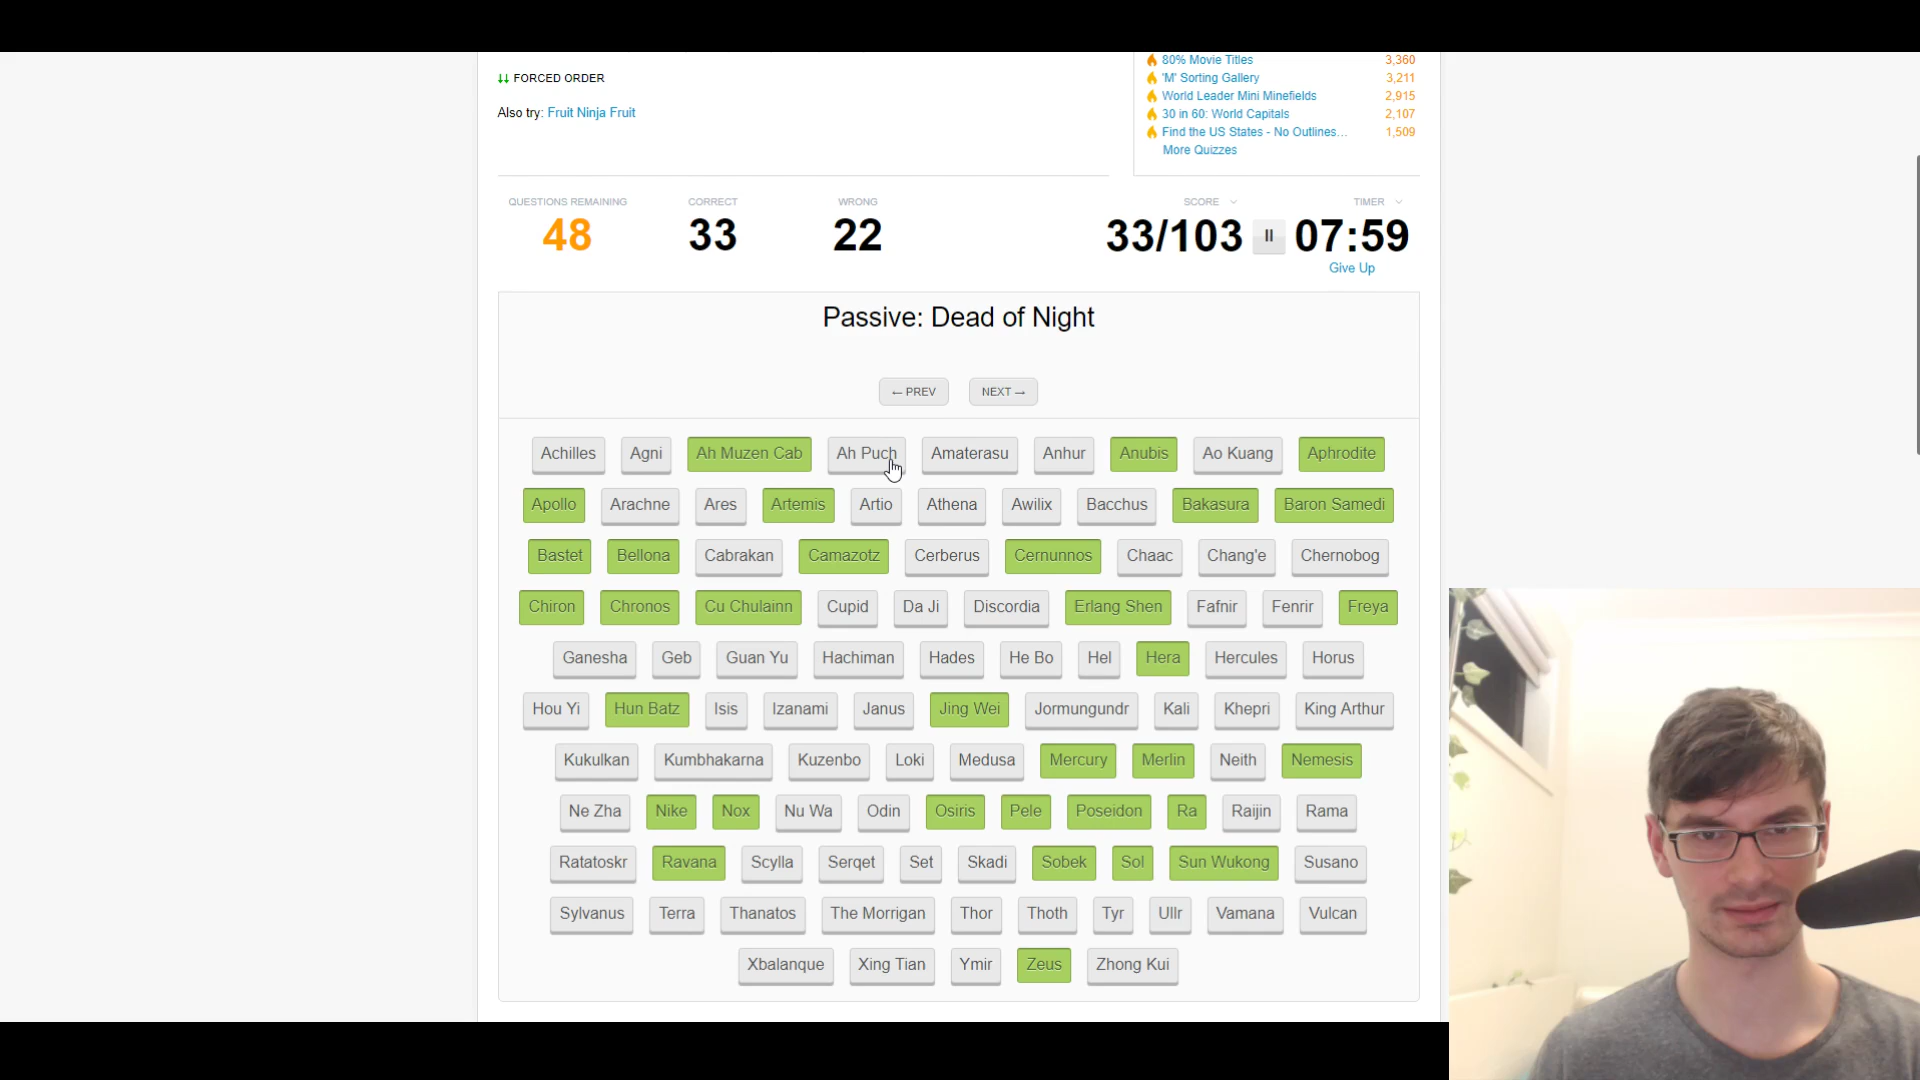 80% Movie Titles 3,360
↓↓ FORCED ORDER
'M' Sorting Gallery 3,211
World Leader Mini Minefields 2,915
Also try: Fruit Ninja Fruit
30 in 60: World Capitals 2,107
Find the US States - No Outlines... 1,509
More Quizzes
QUESTIONS REMAINING CORRECT WRONG SCORE TIMER
48 33 22 33/103 07:59
Give Up
Passive: Dead of Night
← PREV NEXT →
Achilles Agni Ah Muzen Cab Ah Puch Amaterasu Anhur Anubis Ao Kuang Aphrodite
Apollo Arachne Ares Artemis Artio Athena Awilix Bacchus Bakasura Baron Samedi
Bastet Bellona Cabrakan Camazotz Cerberus Cernunnos Chaac Chang'e Chernobog
Chiron Chronos Cu Chulainn Cupid Da Ji Discordia Erlang Shen Fafnir Fenrir Freya
Ganesha Geb Guan Yu Hachiman Hades He Bo Hel Hera Hercules Horus
Hou Yi Hun Batz Isis Izanami Janus Jing Wei Jormungundr Kali Khepri King Arthur
Kukulkan Kumbhakarna Kuzenbo Loki Medusa Mercury Merlin Neith Nemesis
Ne Zha Nike Nox Nu Wa Odin Osiris Pele Poseidon Ra Raijin Rama
Ratatoskr Ravana Scylla Serqet Set Skadi Sobek Sol Sun Wukong Susano
Sylvanus Terra Thanatos The Morrigan Thor Thoth Tyr Ullr Vamana Vulcan
Xbalanque Xing Tian Ymir Zeus Zhong Kui